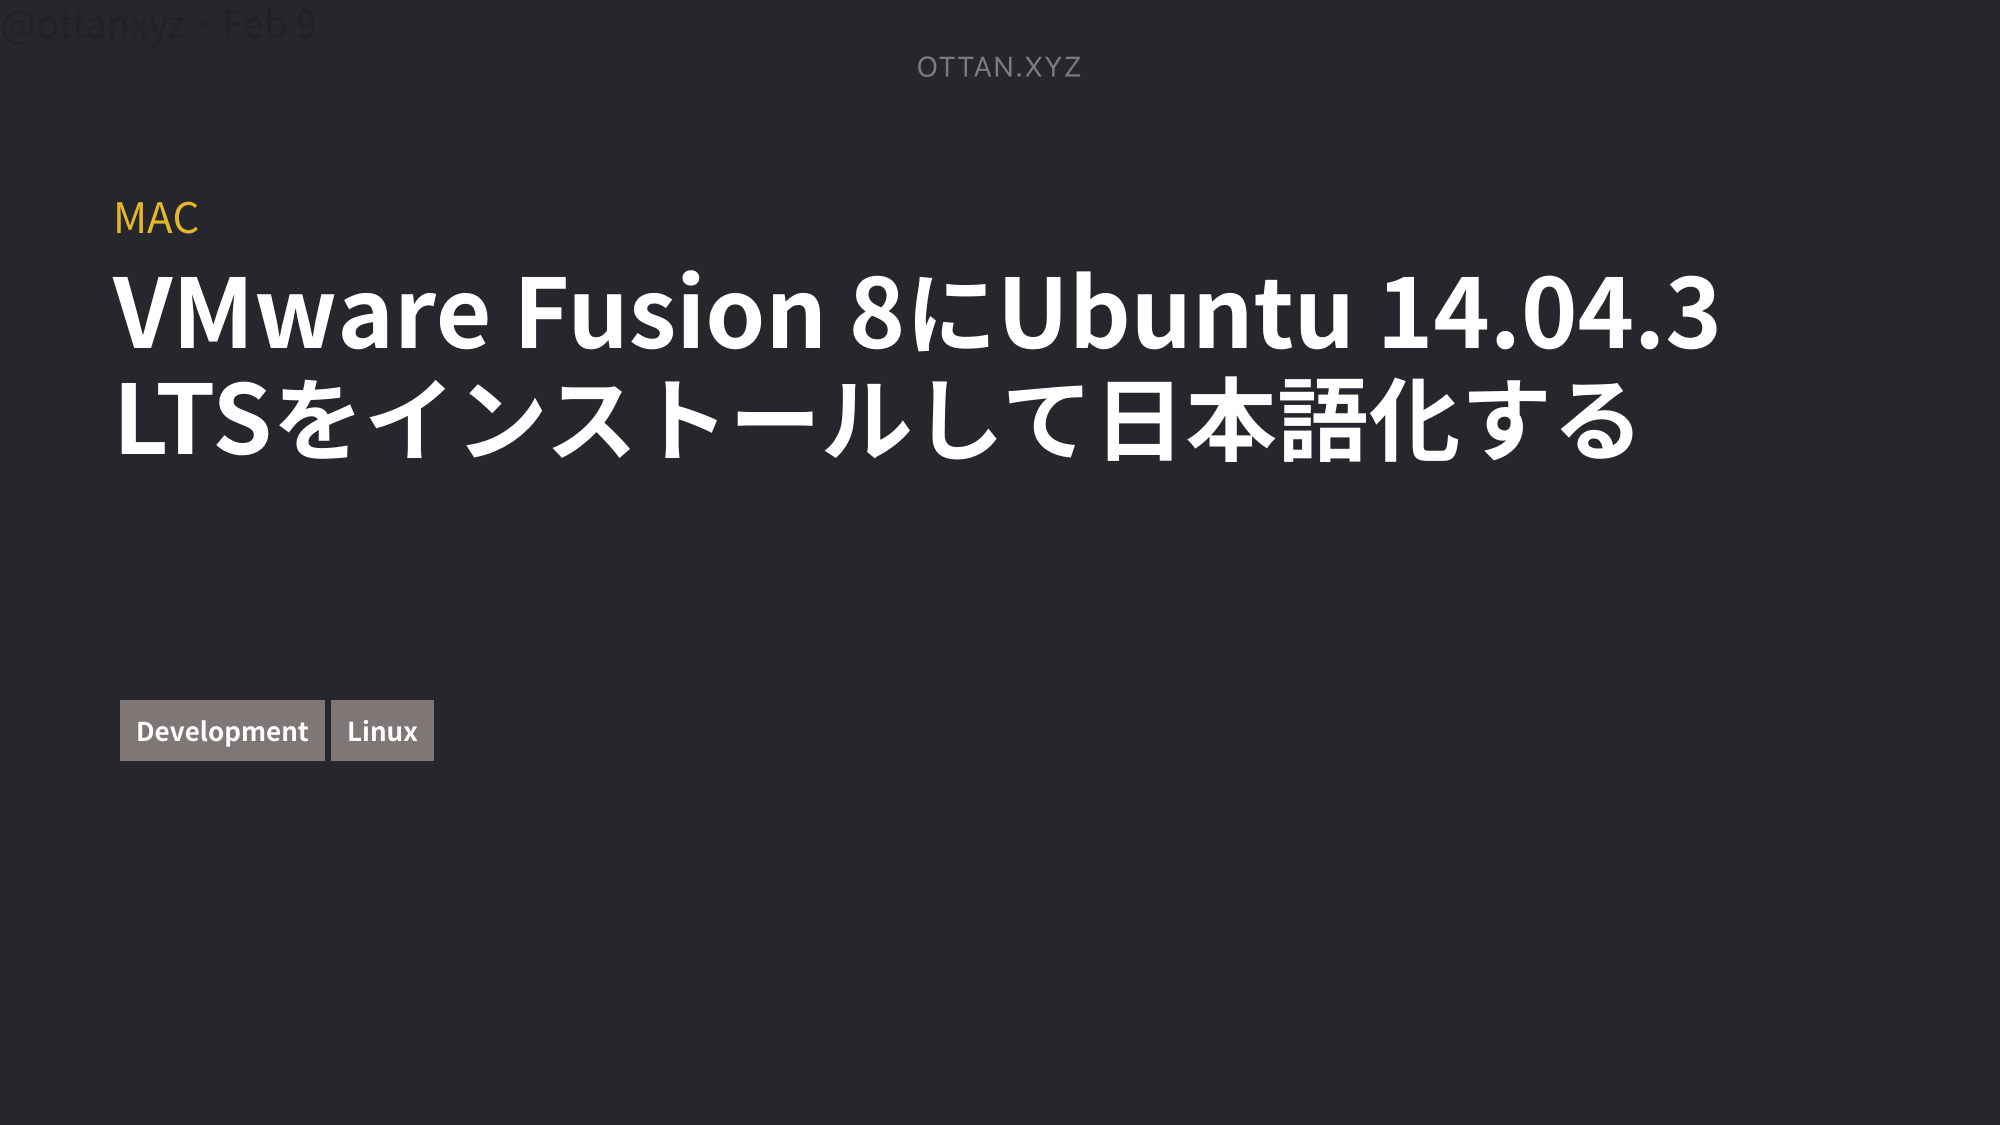 @ottanxyz・Feb 9
OTTAN.XYZ
MAC
VMware Fusion 8にUbuntu 14.04.3
LTSをインストールして日本語化する
Development Linux